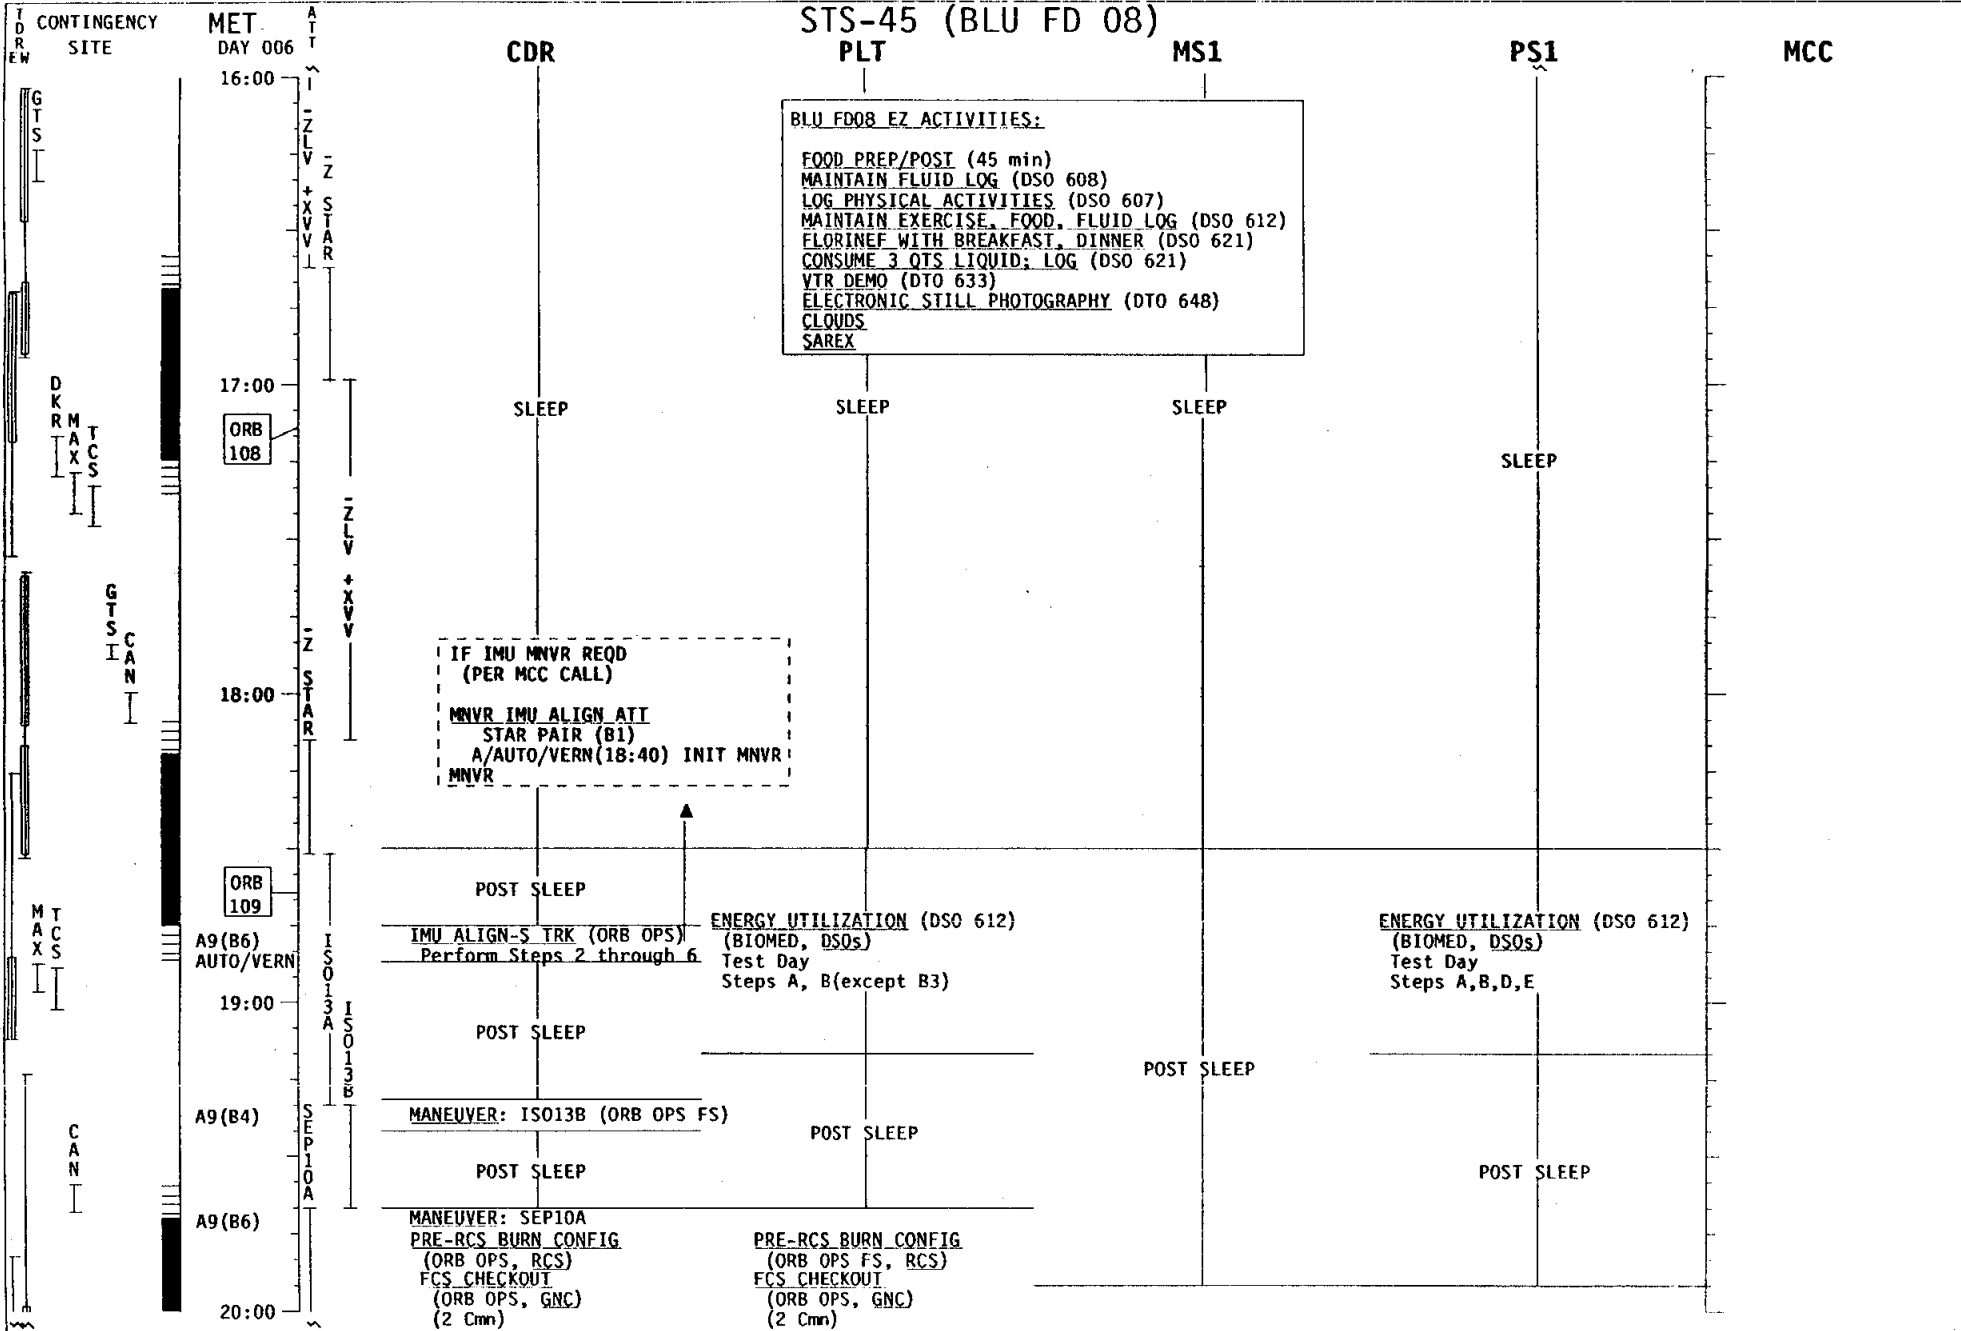 STS-45 (BLU FD 08)
TDRE W
CONTINGENCY
SITE
MET
DAY 006
ATT
CDR
PLT
MS1
PS1
MCC
16:00
GTS
-ZLV +XVV
-Z STAR
BLU FD08 EZ ACTIVITIES:
FOOD PREP/POST (45 min)
MAINTAIN FLUID LOG (DSO 608)
LOG PHYSICAL ACTIVITIES (DSO 607)
MAINTAIN EXERCISE, FOOD, FLUID LOG (DSO 612)
FLORINEF WITH BREAKFAST, DINNER (DSO 621)
CONSUME 3 QTS LIQUID; LOG (DSO 621)
VTR DEMO (DTO 633)
ELECTRONIC STILL PHOTOGRAPHY (DTO 648)
CLOUDS
SAREX
17:00
DKR
MAX
TCS
ORB
108
SLEEP
SLEEP
SLEEP
SLEEP
-ZLV +XVV
GTS
CAN
-Z STAR
18:00
IF IMU MNVR REQD
(PER MCC CALL)
MNVR IMU ALIGN ATT
STAR PAIR (B1)
A/AUTO/VERN(18:40) INIT MNVR
MNVR
ORB
109
POST SLEEP
MAX
TCS
A9(B6)
AUTO/VERN
ISO13A
IMU ALIGN-S TRK (ORB OPS)
Perform Steps 2 through 6
ENERGY UTILIZATION (DSO 612)
(BIOMED, DSOs)
Test Day
Steps A, B(except B3)
ENERGY UTILIZATION (DSO 612)
(BIOMED, DSOs)
Test Day
Steps A,B,D,E
19:00
ISO13B
POST SLEEP
POST SLEEP
A9(B4)
SEP10A
MANEUVER: ISO13B (ORB OPS FS)
POST SLEEP
CAN
POST SLEEP
POST SLEEP
A9(B6)
MANEUVER: SEP10A
PRE-RCS BURN CONFIG
(ORB OPS, RCS)
FCS CHECKOUT
(ORB OPS, GNC)
(2 Cmn)
PRE-RCS BURN CONFIG
(ORB OPS FS, RCS)
FCS CHECKOUT
(ORB OPS, GNC)
(2 Cmn)
20:00